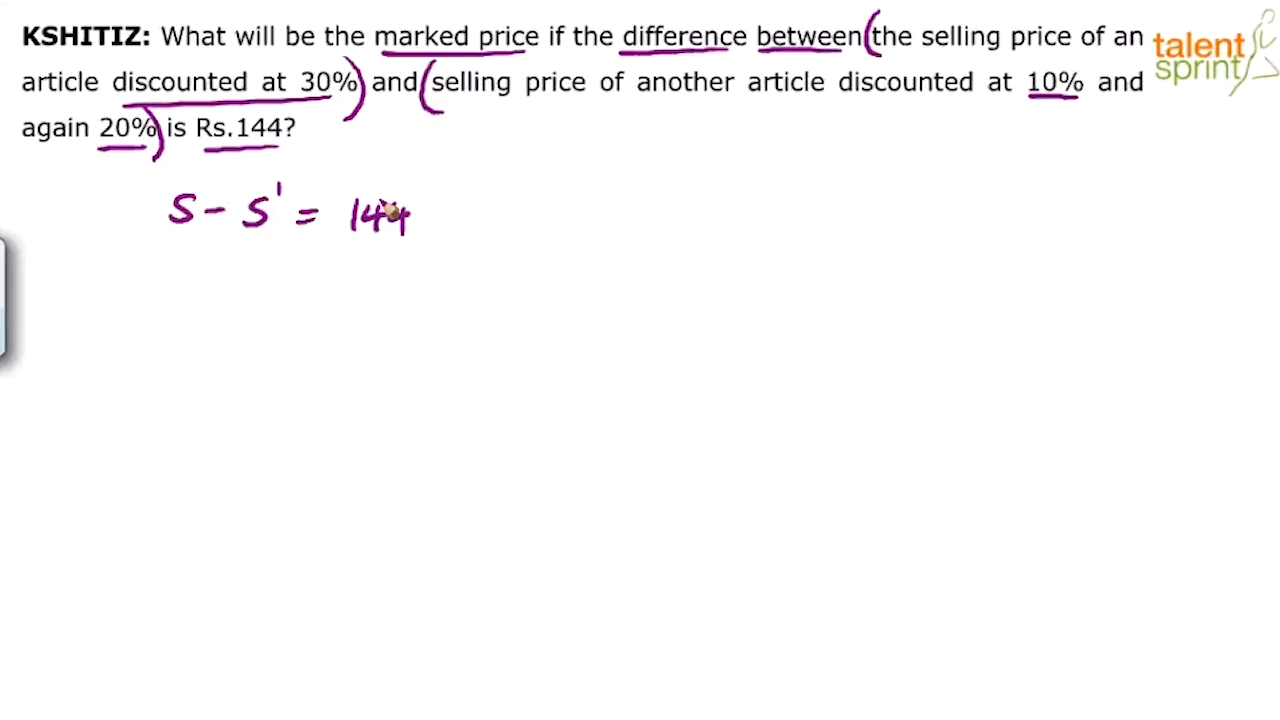 KSHITIZ: What will be the marked price if the difference between the selling price of an
article discounted at 30% and selling price of another article discounted at 10% and
again 20% is Rs.144?
talent
sprint
S - S' = 144